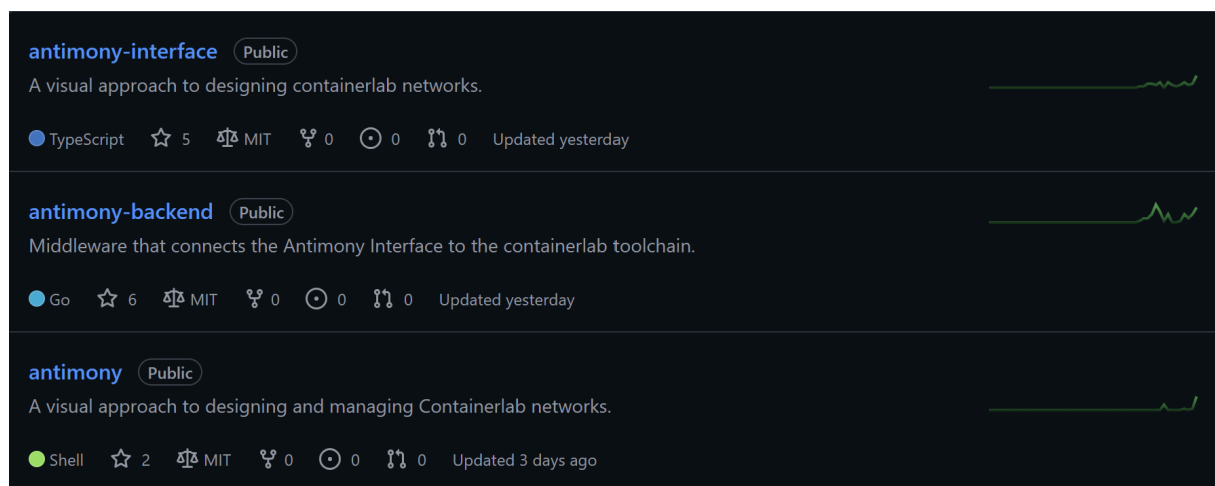 antimony-interface Public
A visual approach to designing containerlab networks.
TypeScript 5 MIT 0 0 0 Updated yesterday
antimony-backend Public
Middleware that connects the Antimony Interface to the containerlab toolchain.
Go 6 MIT 0 0 0 Updated yesterday
antimony Public
A visual approach to designing and managing Containerlab networks.
Shell 2 MIT 0 0 0 Updated 3 days ago